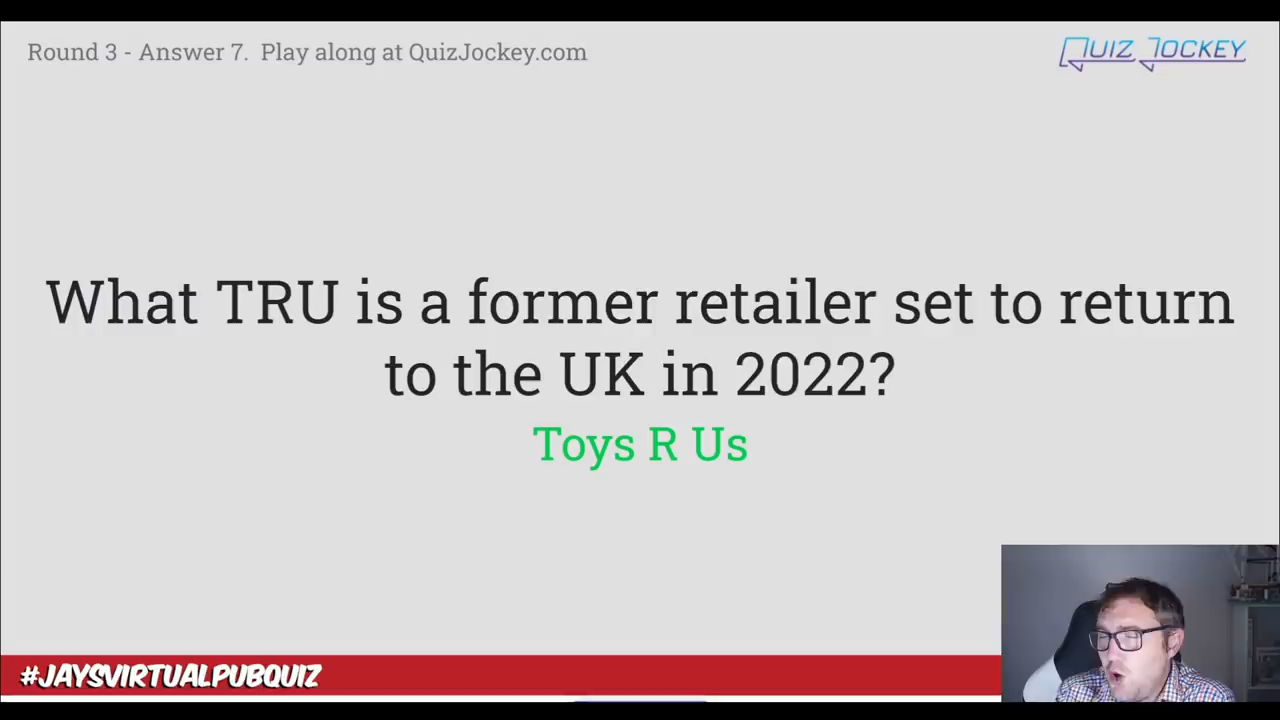 Round 3 - Answer 7.  Play along at QuizJockey.com
QUIZ JOCKEY
What TRU is a former retailer set to return
to the UK in 2022?
Toys R Us
#JAYSVIRTUALPUBQUIZ